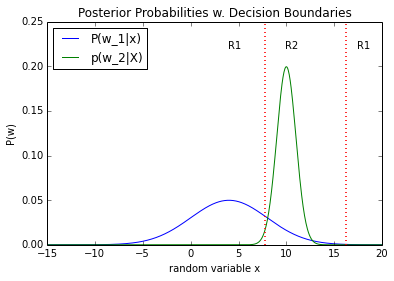 Posterior Probabilities w. Decision Boundaries
P(w_1|x)
p(w_2|X)
R1 R2 R1
P(w)
0.25
0.20
0.15
0.10
0.05
0.00
−15 −10 −5 0 5 10 15 20
random variable x